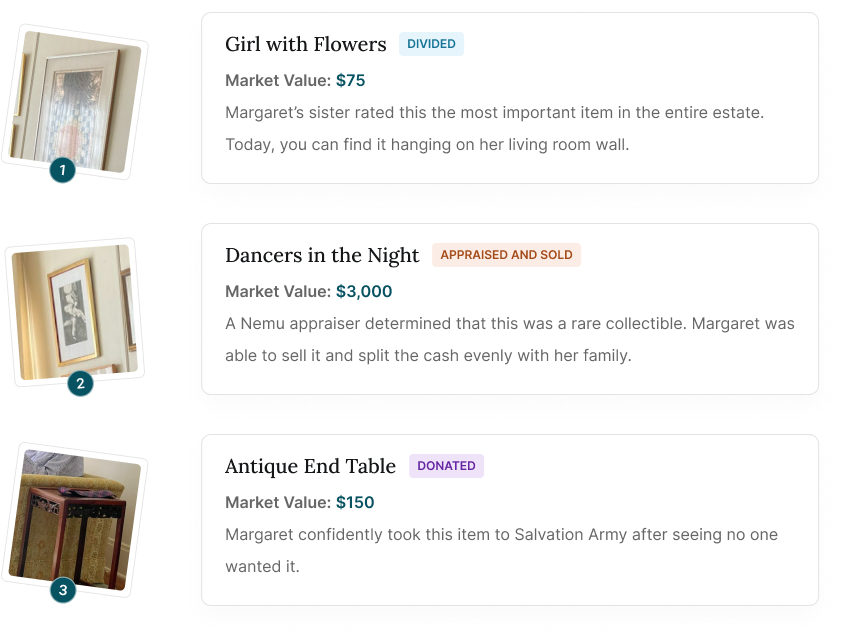 Girl with Flowers DIVIDED
Market Value: $75
Margaret’s sister rated this the most important item in the entire estate.
Today, you can find it hanging on her living room wall.
1
Dancers in the Night APPRAISED AND SOLD
Market Value: $3,000
A Nemu appraiser determined that this was a rare collectible. Margaret was
able to sell it and split the cash evenly with her family.
2
Antique End Table DONATED
Market Value: $150
Margaret confidently took this item to Salvation Army after seeing no one
wanted it.
3